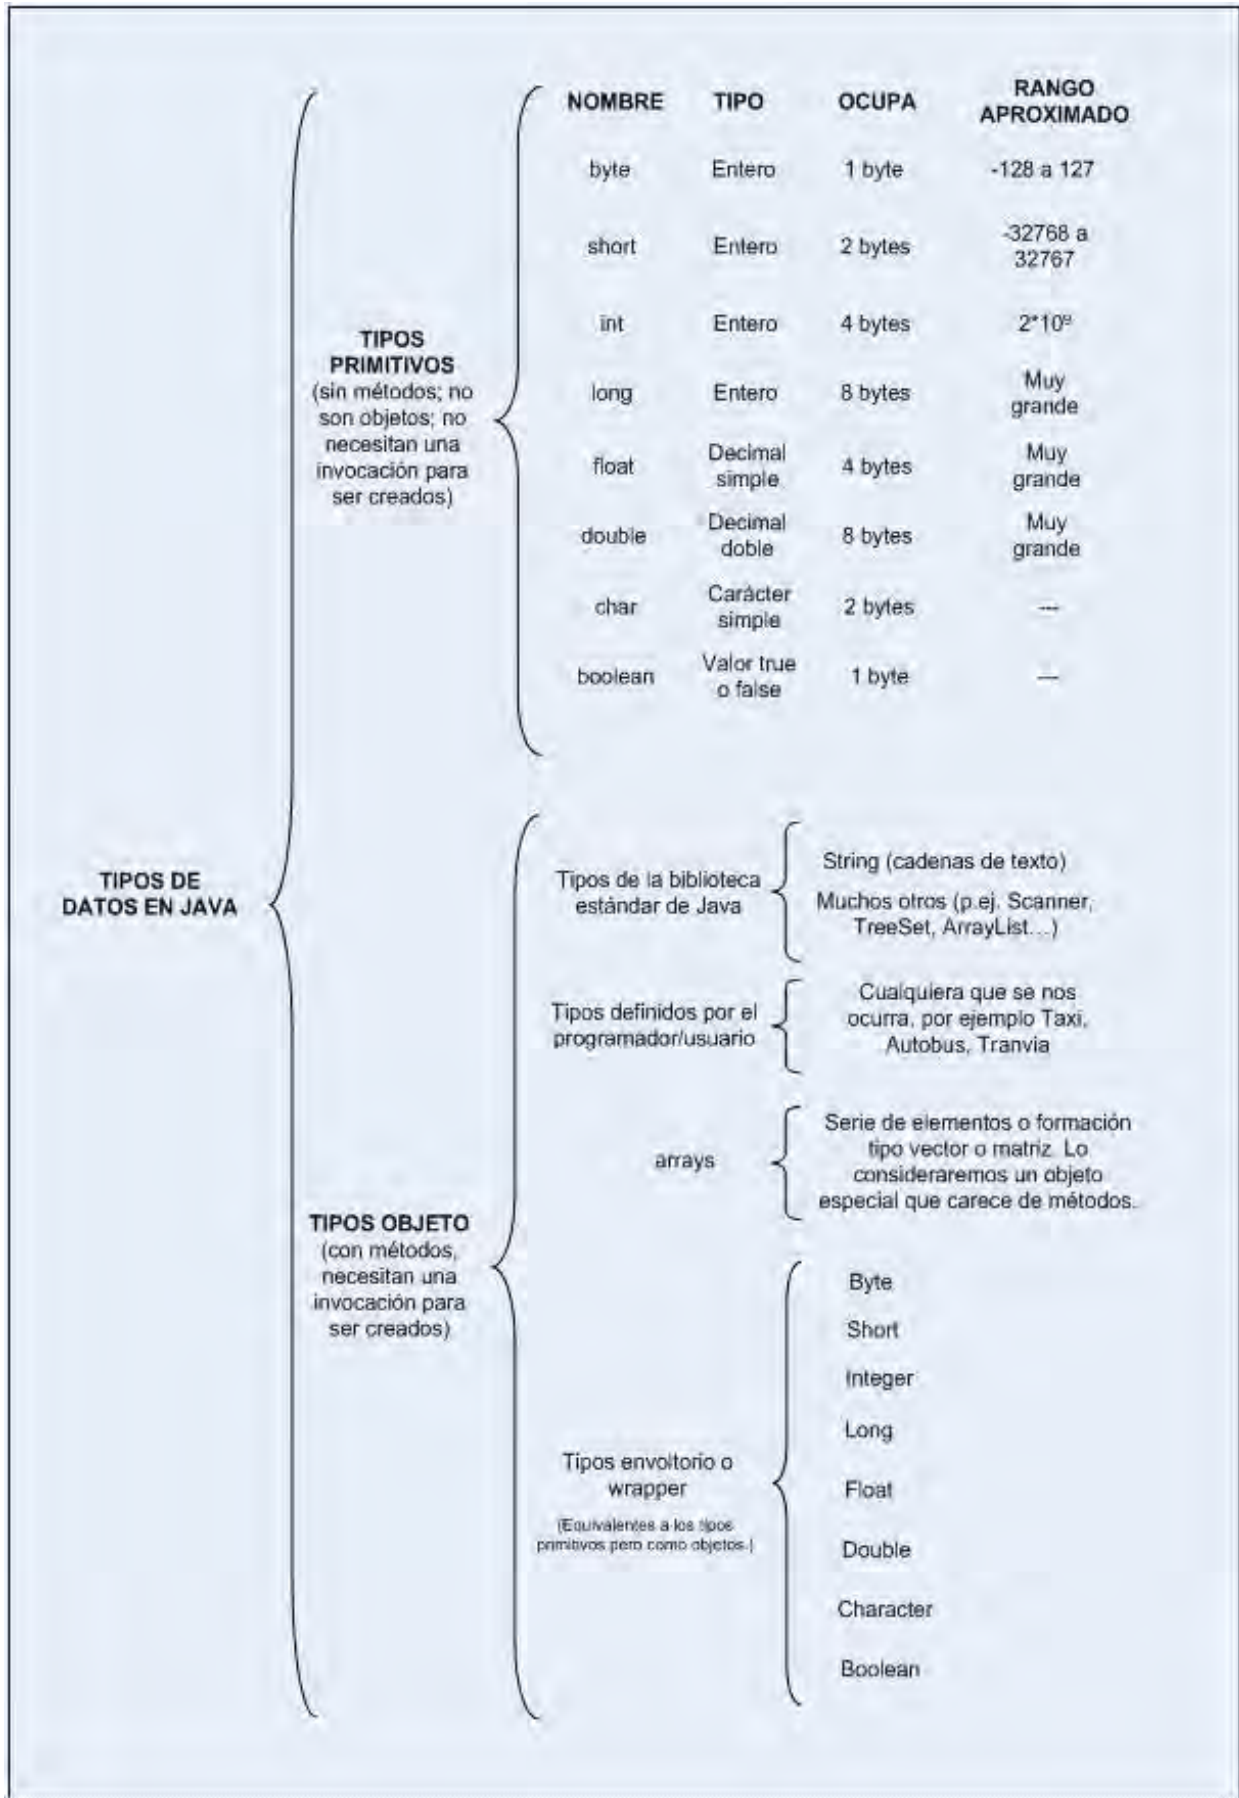 NOMBRE TIPO OCUPA RANGO
APROXIMADO
byte Entero 1 byte -128 a 127
short Entero 2 bytes -32768 a
32767
int Entero 4 bytes 2*10⁹
long Entero 8 bytes Muy
grande
float Decimal
simple 4 bytes Muy
grande
double Decimal
doble 8 bytes Muy
grande
char Carácter
simple 2 bytes ---
boolean Valor true
o false 1 byte ---
TIPOS
PRIMITIVOS
(sin métodos; no
son objetos; no
necesitan una
invocación para
ser creados)
TIPOS DE
DATOS EN JAVA
Tipos de la biblioteca
estándar de Java
String (cadenas de texto)
Muchos otros (p.ej. Scanner,
TreeSet, ArrayList...)
Tipos definidos por el
programador/usuario
Cualquiera que se nos
ocurra, por ejemplo Taxi,
Autobus, Tranvia
arrays
Serie de elementos o formación
tipo vector o matriz. Lo
consideraremos un objeto
especial que carece de métodos.
TIPOS OBJETO
(con métodos,
necesitan una
invocación para
ser creados)
Tipos envoltorio o
wrapper
(Equivalentes a los tipos
primitivos pero como objetos.)
Byte
Short
Integer
Long
Float
Double
Character
Boolean